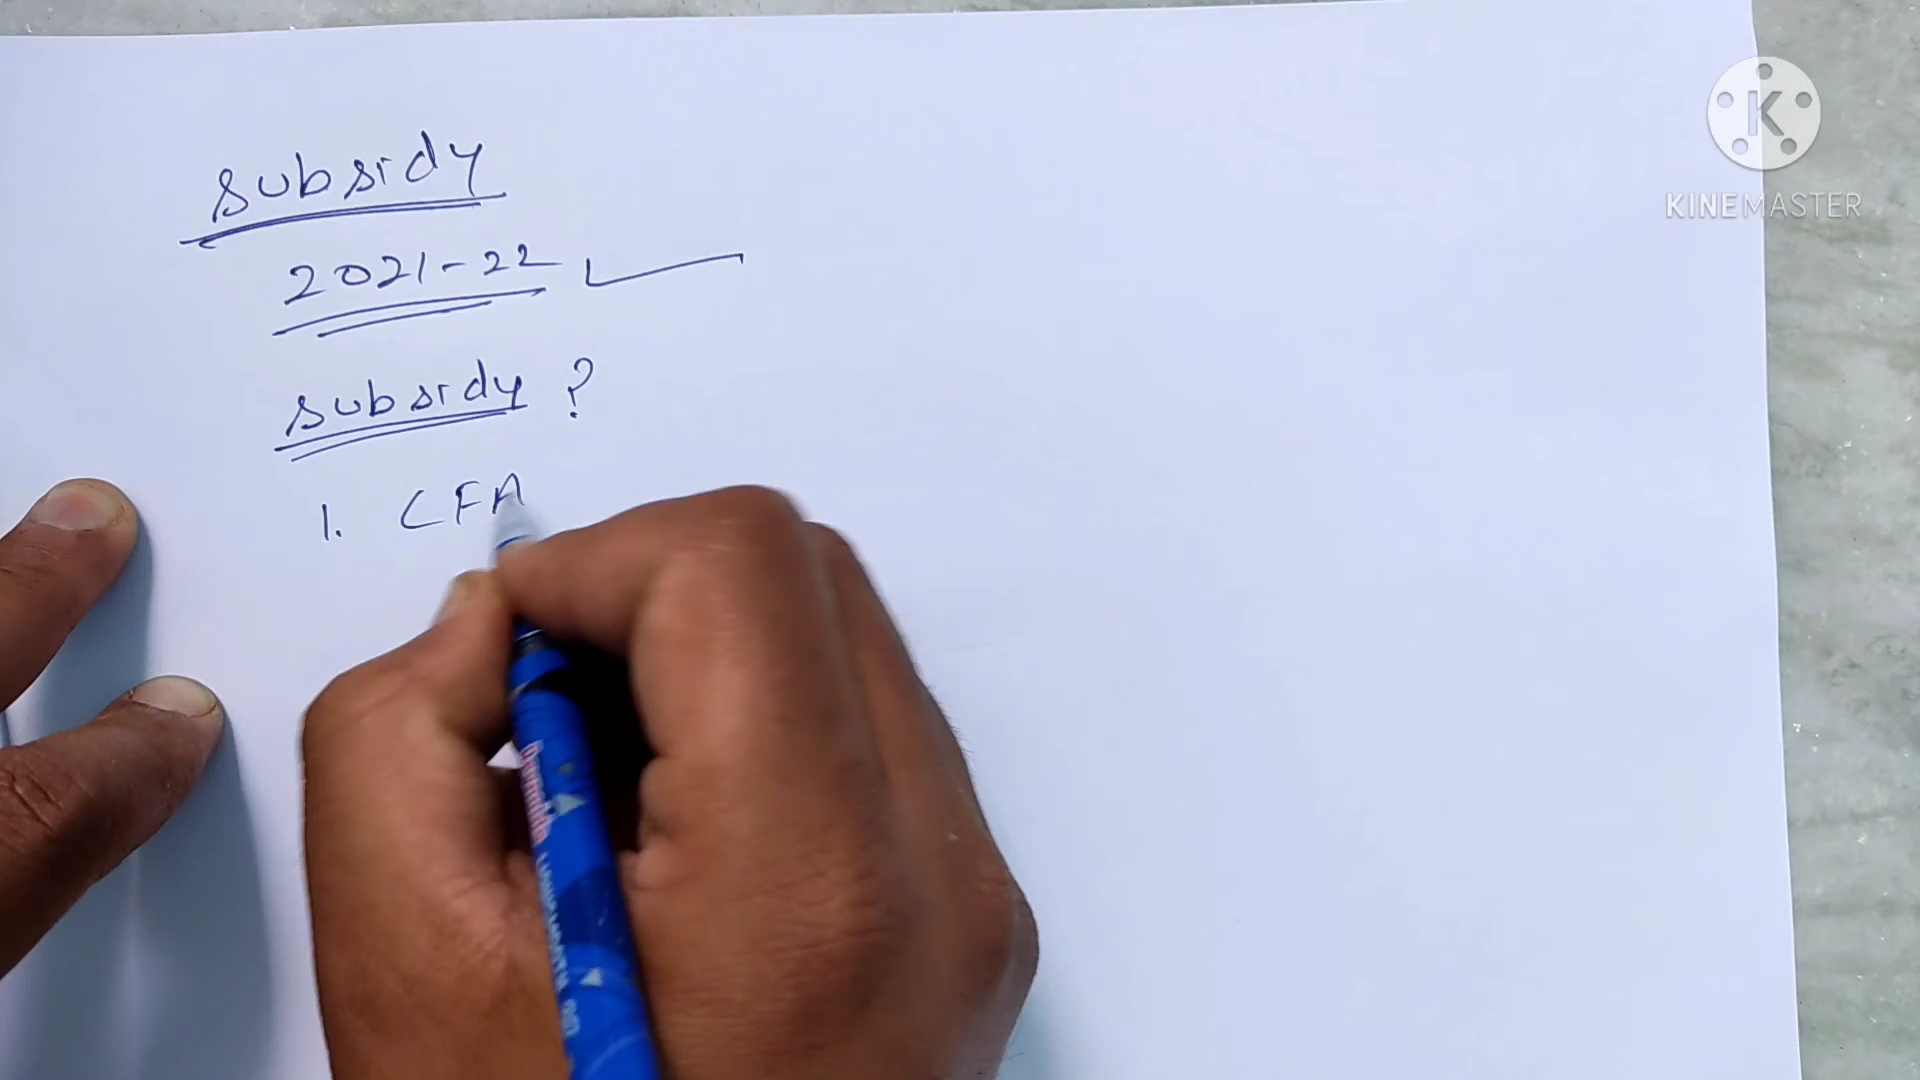 subsidy
2021-22
subsidy ?
1. CFA
K
KINEMASTER